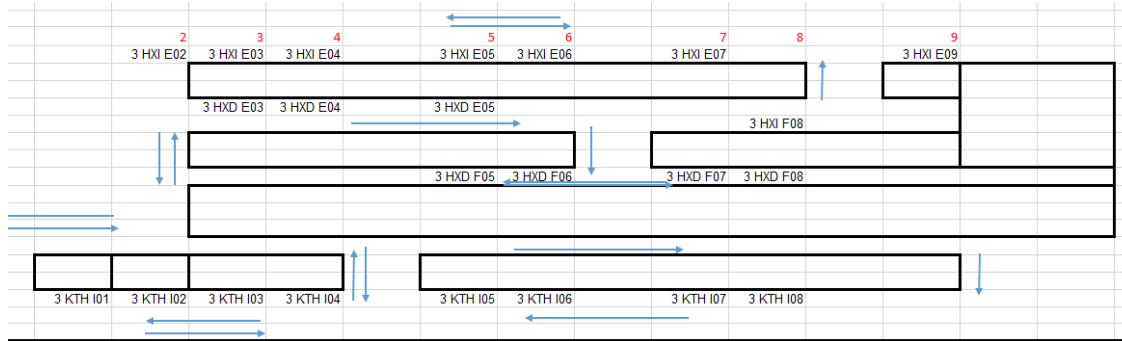 2 3 4 5 6 7 8 9
3 HXI E02 3 HXI E03 3 HXI E04 3 HXI E05 3 HXI E06 3 HXI E07 3 HXI E09
3 HXD E03 3 HXD E04 3 HXD E05
3 HXI F08
3 HXD F05 3 HXD F06 3 HXD F07 3 HXD F08
3 KTH I01 3 KTH I02 3 KTH I03 3 KTH I04 3 KTH I05 3 KTH I06 3 KTH I07 3 KTH I08